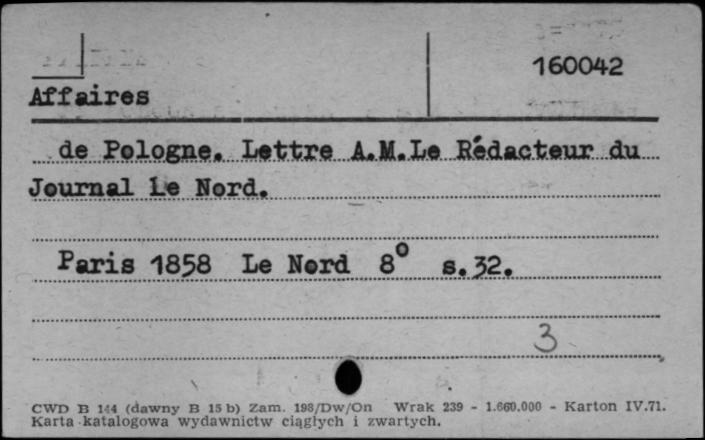 160042
Affaires
de Pologne. Lettre A.M.Le Rédacteur du
Journal Le Nord.
Paris 1858 Le Nord 8° s.32.
3
CWD B 144 (dawny B 15 b) Zam. 198/Dw/On Wrak 239 - 1.660.000 - Karton IV.71.
Karta katalogowa wydawnictw ciągłych i zwartych.